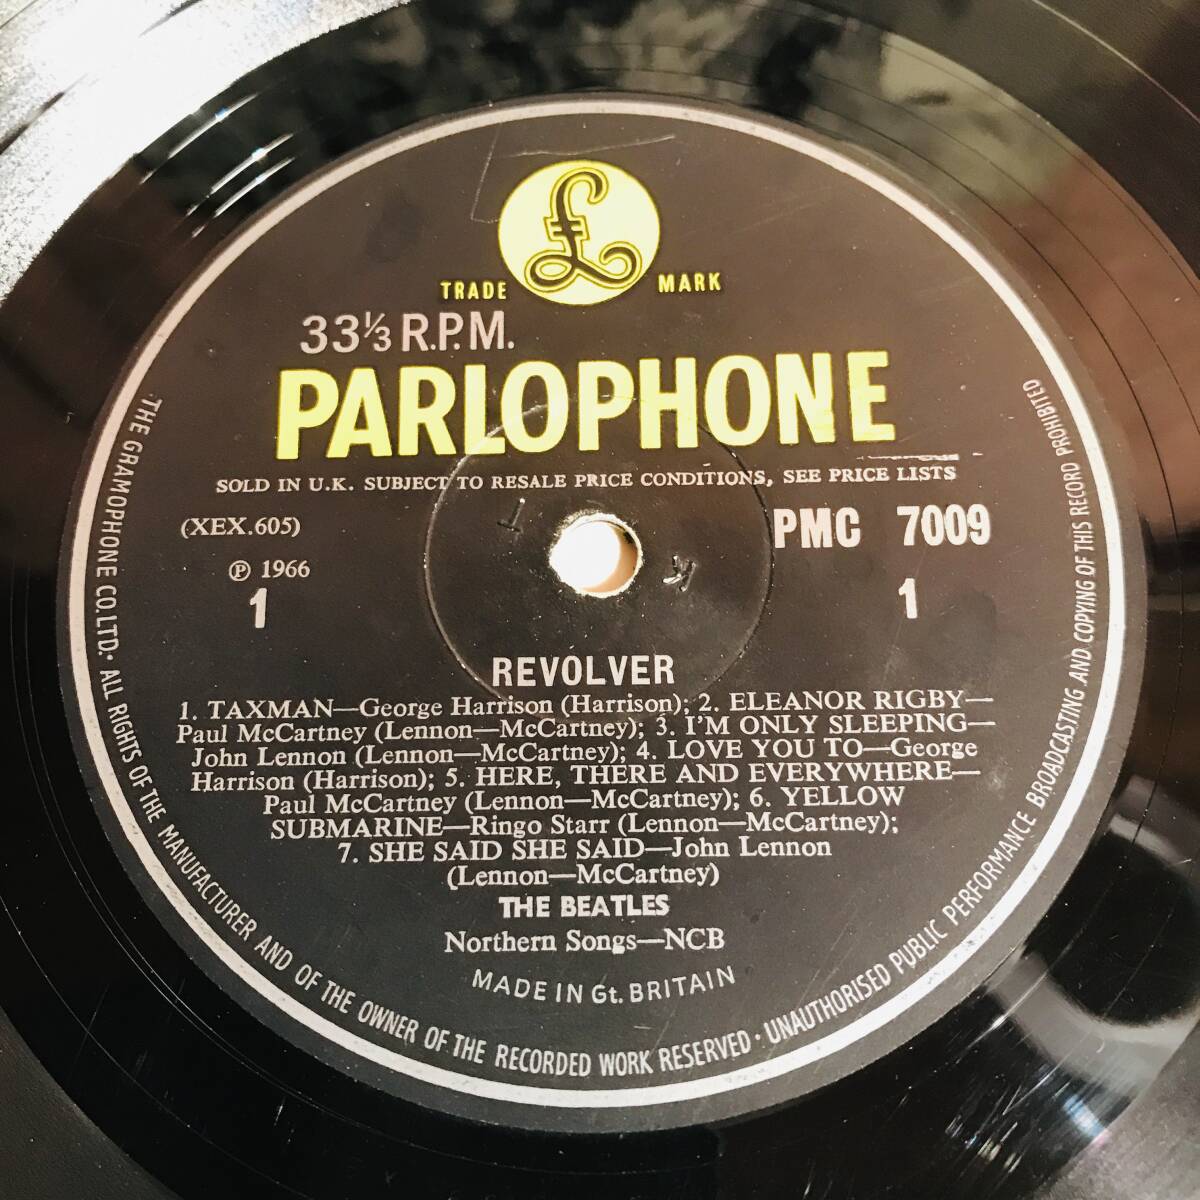 £
TRADE MARK
33⅓ R.P.M.
PARLOPHONE
SOLD IN U.K. SUBJECT TO RESALE PRICE CONDITIONS, SEE PRICE LISTS
(XEX.605)
PMC 7009
℗ 1966
1
1
REVOLVER
1. TAXMAN—George Harrison (Harrison); 2. ELEANOR RIGBY—
Paul McCartney (Lennon—McCartney); 3. I'M ONLY SLEEPING—
John Lennon (Lennon—McCartney); 4. LOVE YOU TO—George
Harrison (Harrison); 5. HERE, THERE AND EVERYWHERE—
Paul McCartney (Lennon—McCartney); 6. YELLOW
SUBMARINE—Ringo Starr (Lennon—McCartney);
7. SHE SAID SHE SAID—John Lennon
(Lennon—McCartney)
THE BEATLES
Northern Songs—NCB
MADE IN Gt. BRITAIN
THE GRAMOPHONE CO. LTD. · ALL RIGHTS OF THE MANUFACTURER AND OF THE OWNER OF THE RECORDED WORK RESERVED · UNAUTHORISED PUBLIC PERFORMANCE BROADCASTING AND COPYING OF THIS RECORD PROHIBITED